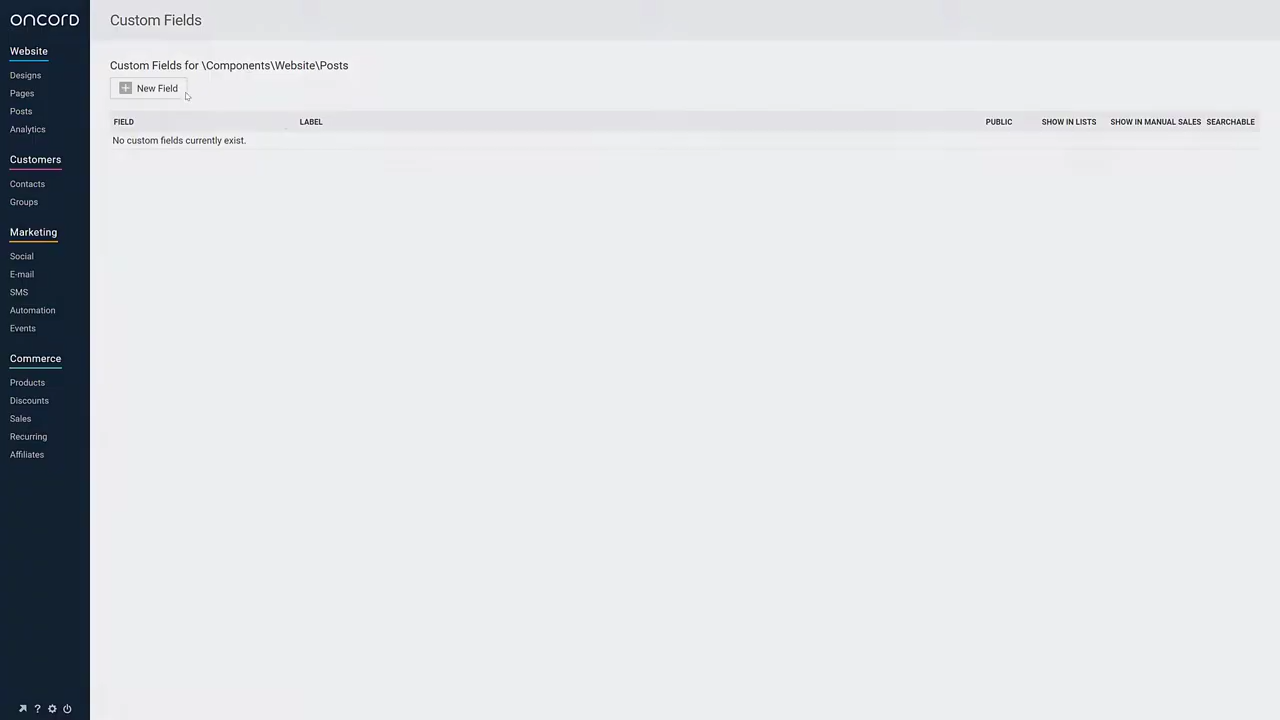 oncord
Website
Designs
Pages
Posts
Analytics
Customers
Contacts
Groups
Marketing
Social
E-mail
SMS
Automation
Events
Commerce
Products
Discounts
Sales
Recurring
Affiliates
?
Custom Fields
Custom Fields for \Components\Website\Posts
New Field
FIELD LABEL PUBLIC SHOW IN LISTS SHOW IN MANUAL SALES SEARCHABLE
No custom fields currently exist.